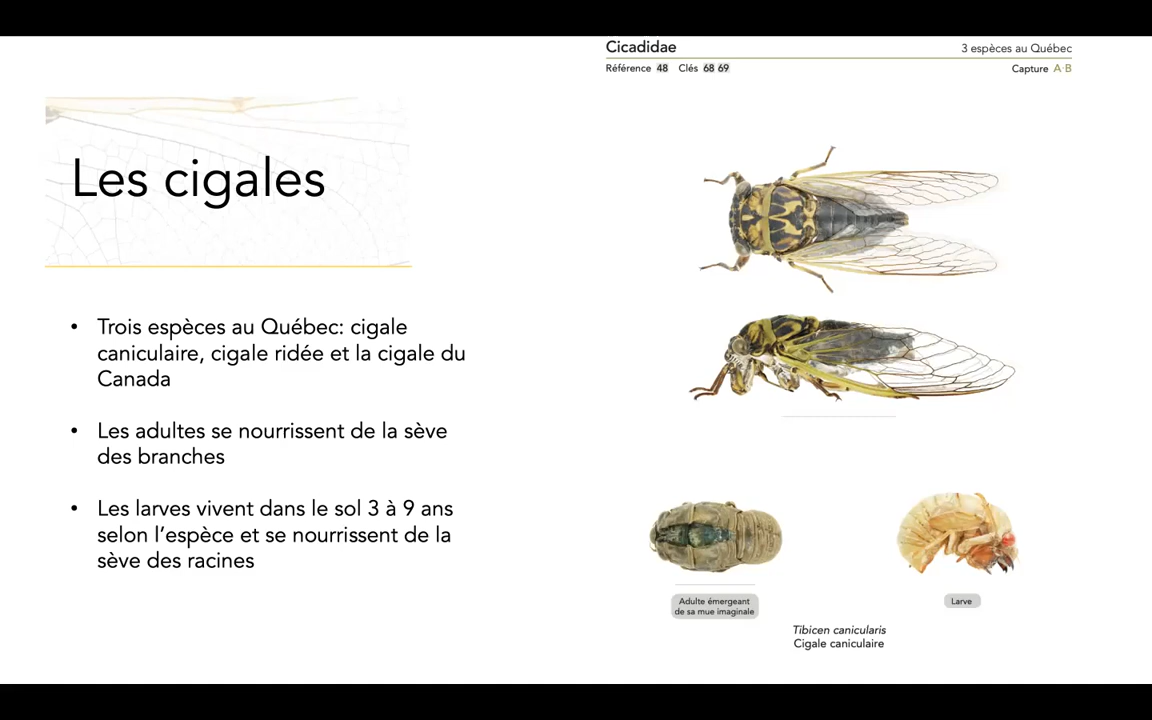 Les cigales
• Trois espèces au Québec: cigale
caniculaire, cigale ridée et la cigale du
Canada
• Les adultes se nourrissent de la sève
des branches
• Les larves vivent dans le sol 3 à 9 ans
selon l’espèce et se nourrissent de la
sève des racines
Cicadidae 3 espèces au Québec
Référence 48 Clés 68 69 Capture A·B
Adulte émergeant
de sa mue imaginale
Larve
Tibicen canicularis
Cigale caniculaire